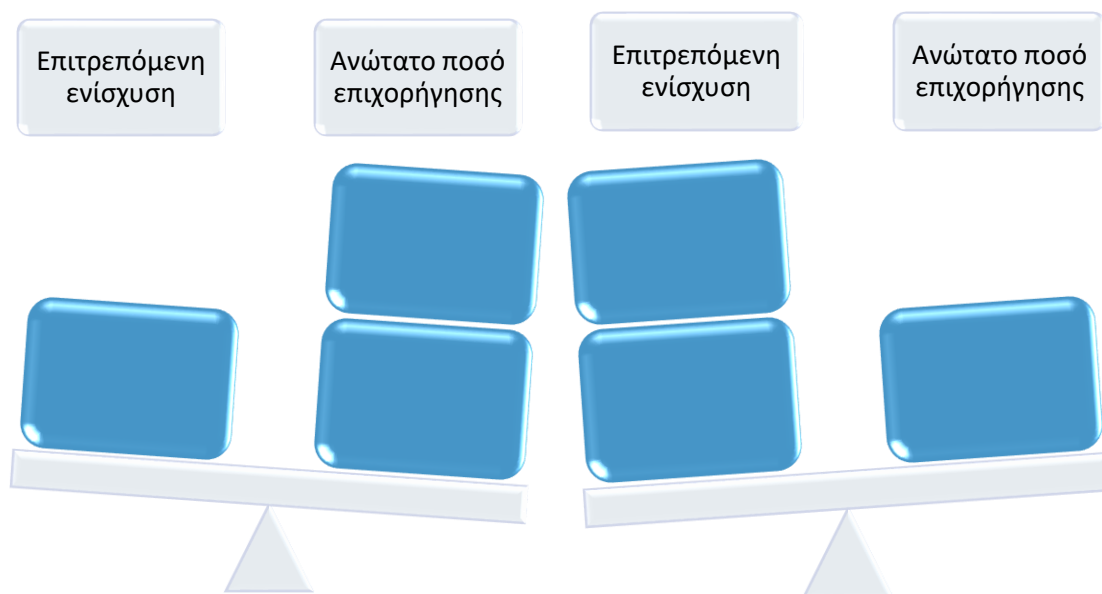 Επιτρεπόμενη
ενίσχυση
Ανώτατο ποσό
επιχορήγησης
Επιτρεπόμενη
ενίσχυση
Ανώτατο ποσό
επιχορήγησης